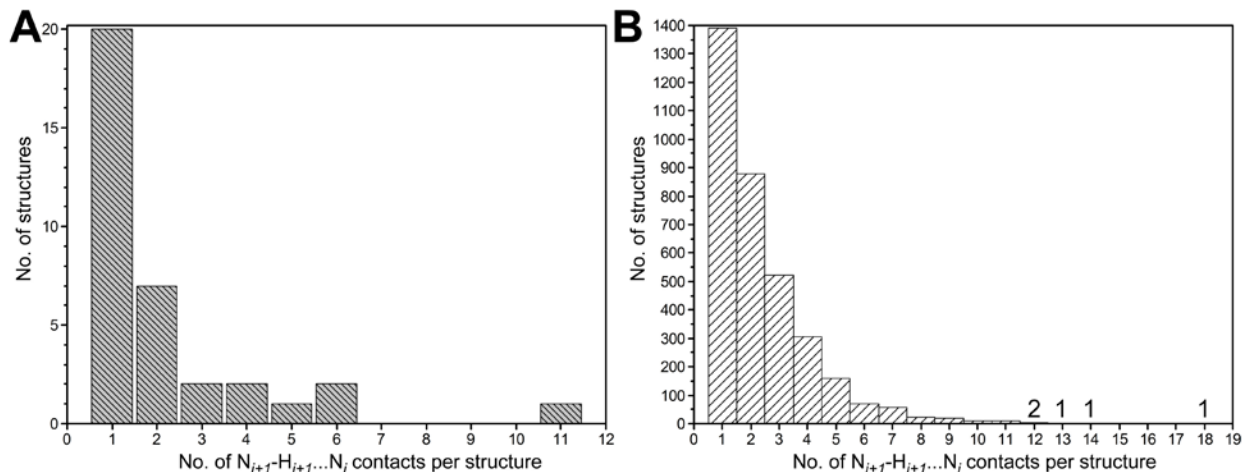 A
No. of structures
20
15
10
5
0
0 1 2 3 4 5 6 7 8 9 10 11 12
No. of Nᵢ₊₁-Hᵢ₊₁...Nᵢ contacts per structure
B
No. of structures
1400
1300
1200
1100
1000
900
800
700
600
500
400
300
200
100
0
2 1 1 1
0 1 2 3 4 5 6 7 8 9 10 11 12 13 14 15 16 17 18 19
No. of Nᵢ₊₁-Hᵢ₊₁...Nᵢ contacts per structure